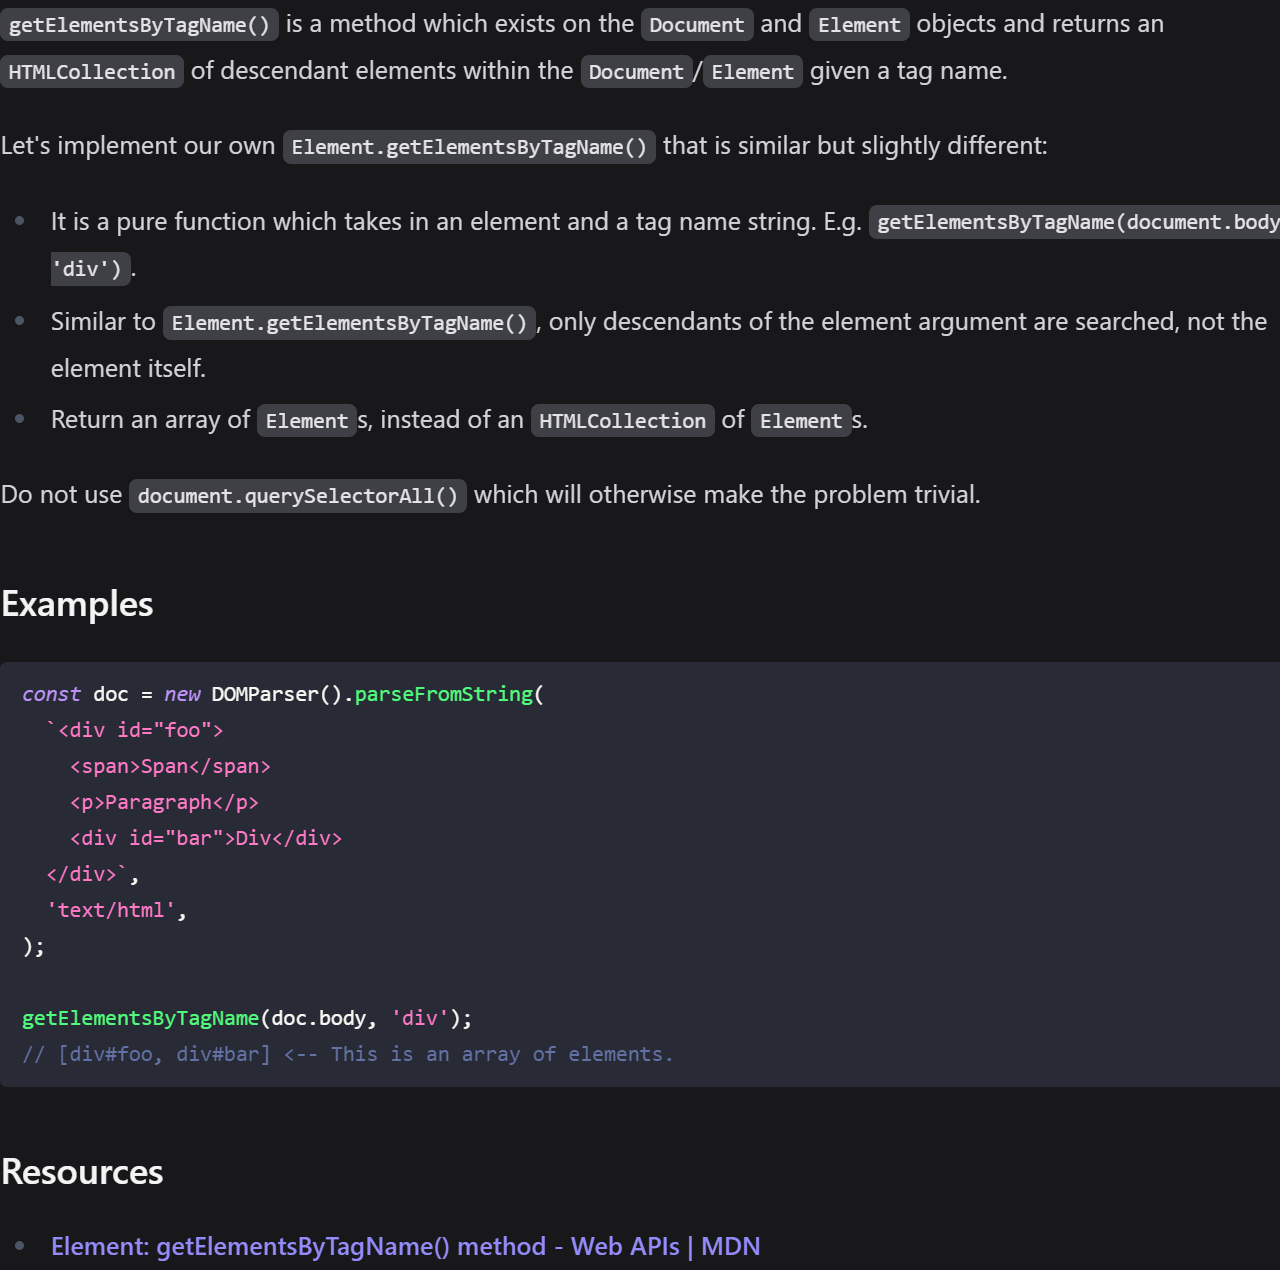 getElementsByTagName() is a method which exists on the Document and Element objects and returns an
HTMLCollection of descendant elements within the Document/Element given a tag name.
Let's implement our own Element.getElementsByTagName() that is similar but slightly different:
It is a pure function which takes in an element and a tag name string. E.g. getElementsByTagName(document.body
'div').
Similar to Element.getElementsByTagName(), only descendants of the element argument are searched, not the
element itself.
Return an array of Elements, instead of an HTMLCollection of Elements.
Do not use document.querySelectorAll() which will otherwise make the problem trivial.
Examples
const doc = new DOMParser().parseFromString(
  `<div id="foo">
    <span>Span</span>
    <p>Paragraph</p>
    <div id="bar">Div</div>
  </div>`,
  'text/html',
);
getElementsByTagName(doc.body, 'div');
// [div#foo, div#bar] <-- This is an array of elements.
Resources
Element: getElementsByTagName() method - Web APIs | MDN